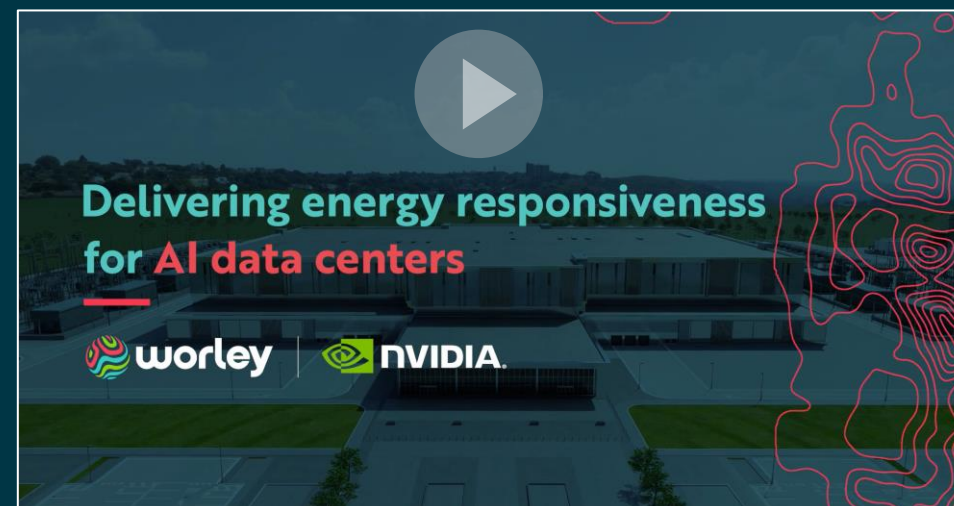 Delivering energy responsiveness
for AI data centers
worley
NVIDIA.